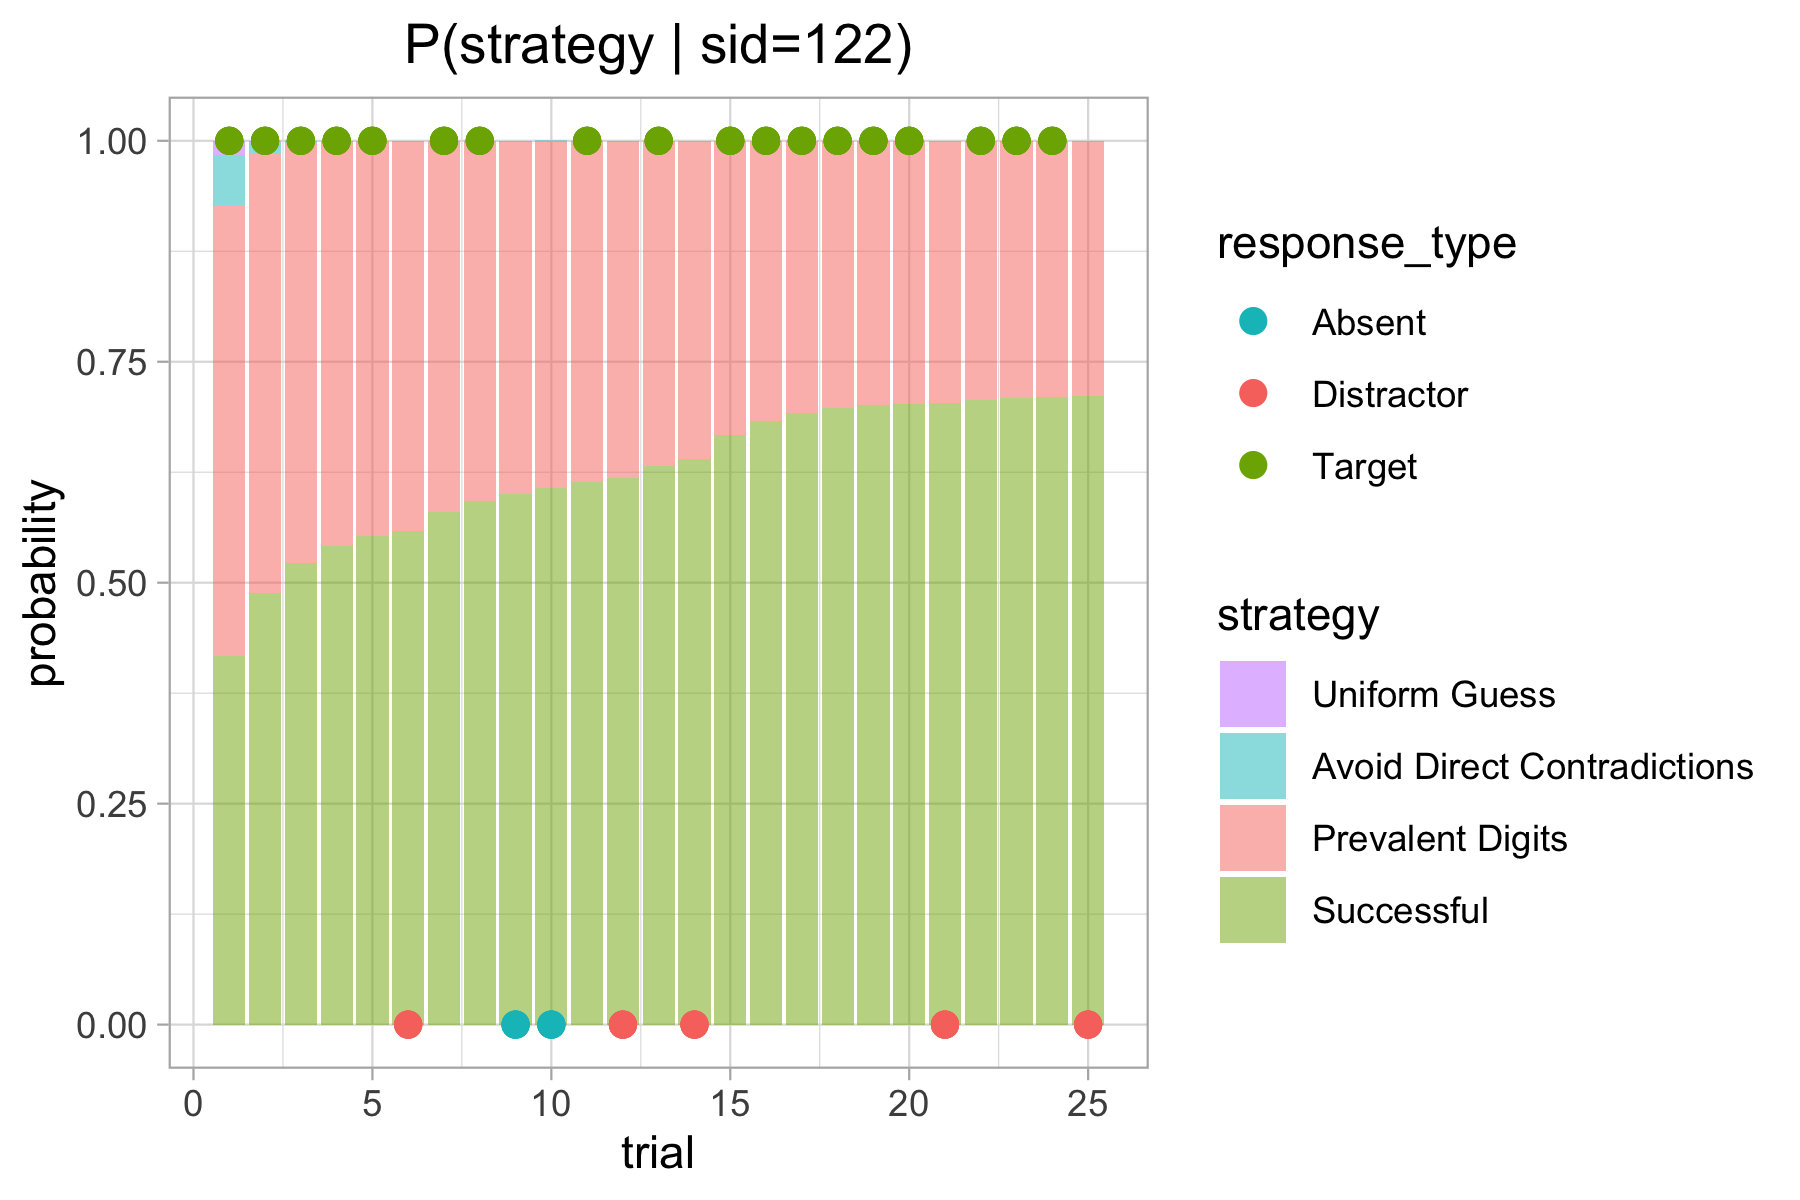 P(strategy | sid=122)
probability
1.00
0.75
0.50
0.25
0.00
0 5 10 15 20 25
trial
response_type
Absent
Distractor
Target
strategy
Uniform Guess
Avoid Direct Contradictions
Prevalent Digits
Successful